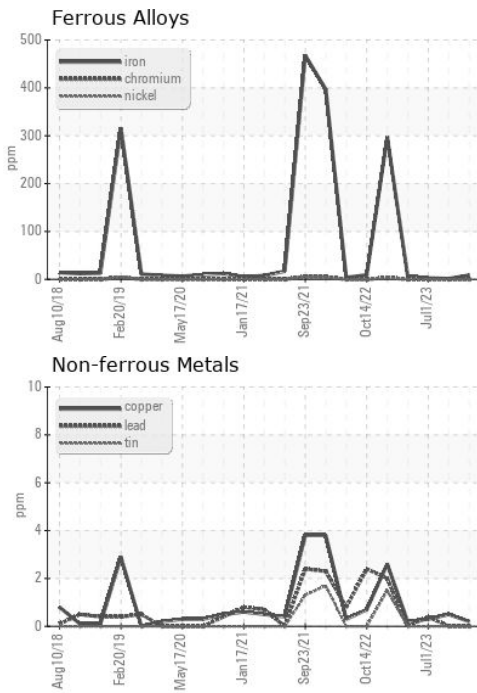 Ferrous Alloys
500
400
300
200
100
0
ppm
iron
chromium
nickel
Aug10/18
Feb20/19
May17/20
Jan17/21
Sep23/21
Oct14/22
Jul1/23
Non-ferrous Metals
10
8
6
4
2
0
ppm
copper
lead
tin
Aug10/18
Feb20/19
May17/20
Jan17/21
Sep23/21
Oct14/22
Jul1/23